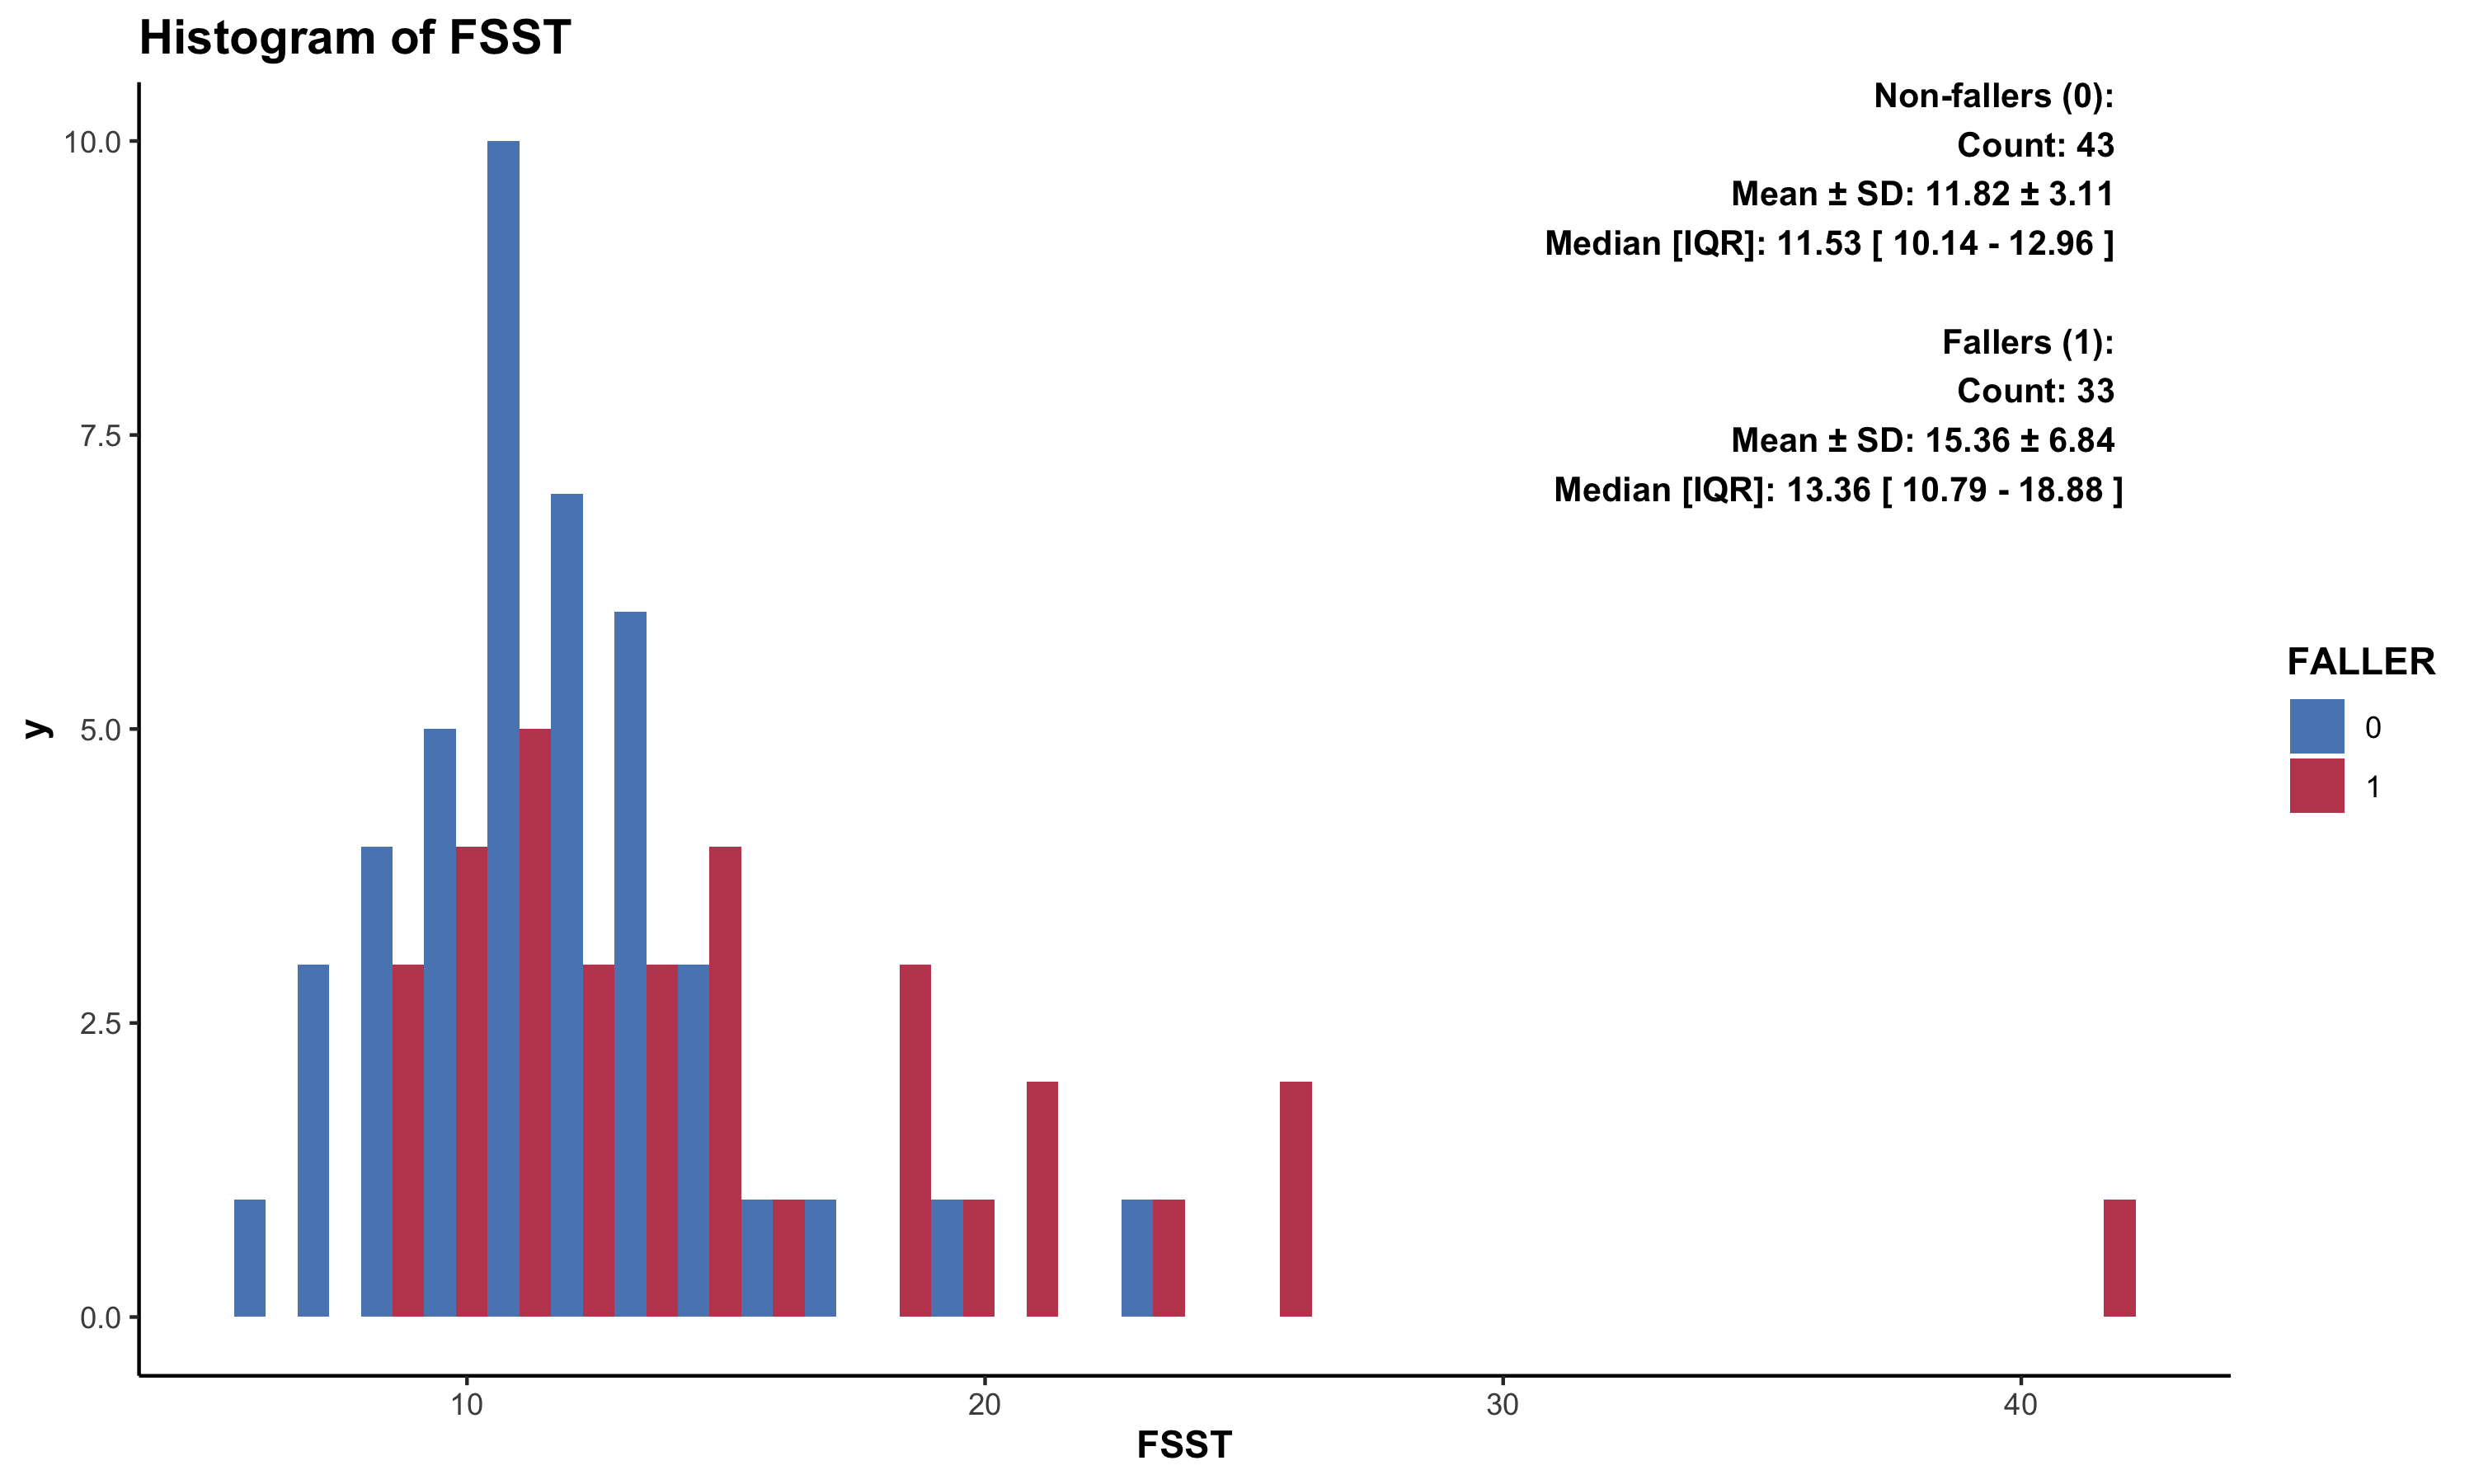 Histogram of FSST
Non-fallers (0):
Count: 43
Mean ± SD: 11.82 ± 3.11
Median [IQR]: 11.53 [ 10.14 - 12.96 ]
Fallers (1):
Count: 33
Mean ± SD: 15.36 ± 6.84
Median [IQR]: 13.36 [ 10.79 - 18.88 ]
y
10.0
7.5
5.0
2.5
0.0
10
20
30
40
FSST
FALLER
0
1